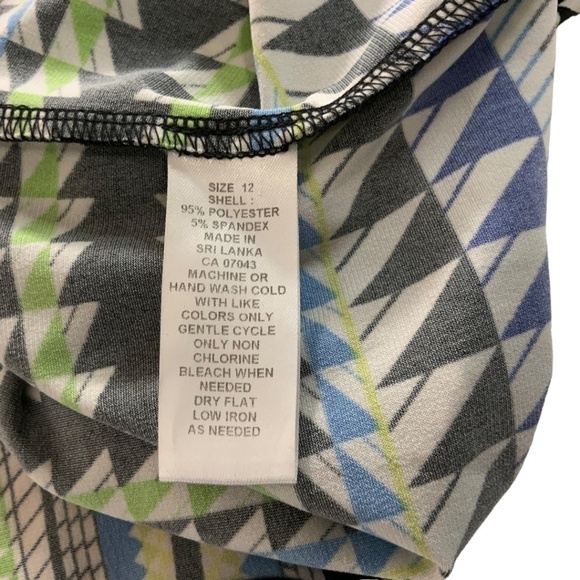 SIZE 12
SHELL :
95% POLYESTER
5% SPANDEX
MADE IN
SRI LANKA
CA 07043
MACHINE OR
HAND WASH COLD
WITH LIKE
COLORS ONLY
GENTLE CYCLE
ONLY NON
CHLORINE
BLEACH WHEN
NEEDED
DRY FLAT
LOW IRON
AS NEEDED